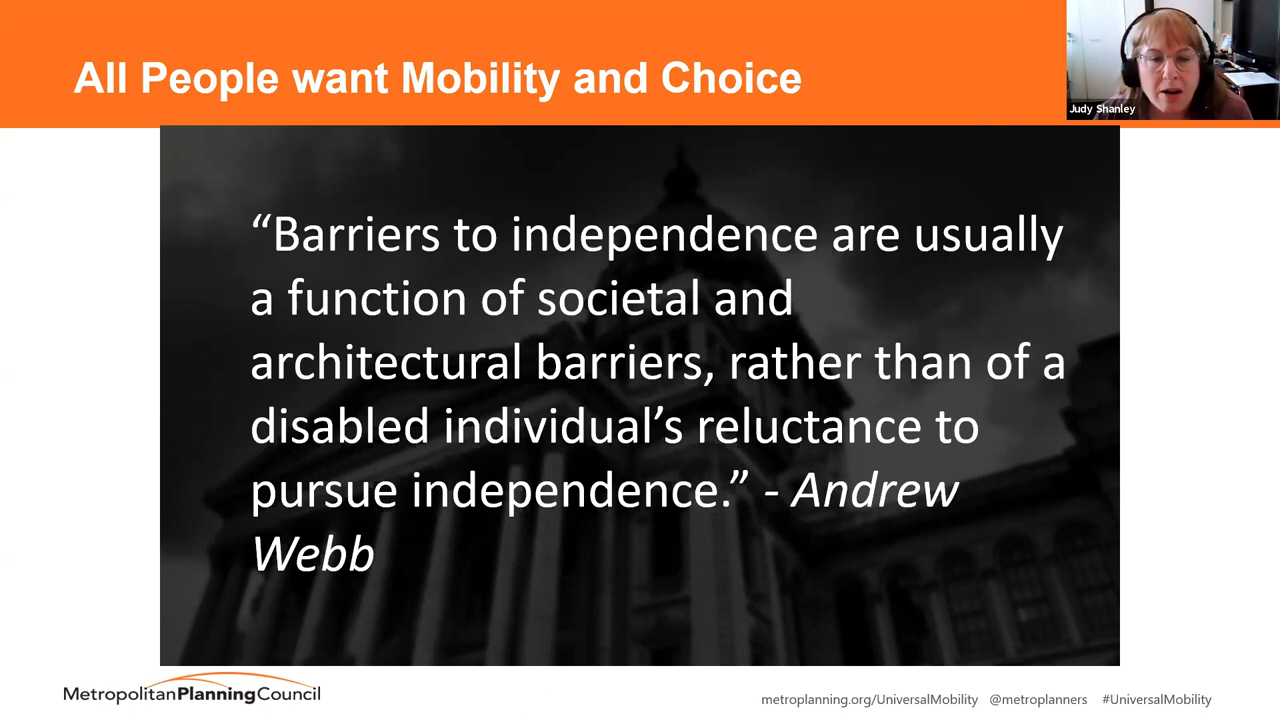 All People want Mobility and Choice
Judy Shanley
“Barriers to independence are usually
a function of societal and
architectural barriers, rather than of a
disabled individual’s reluctance to
pursue independence.” - Andrew
Webb
MetropolitanPlanningCouncil
metroplanning.org/UniversalMobility @metroplanners #UniversalMobility